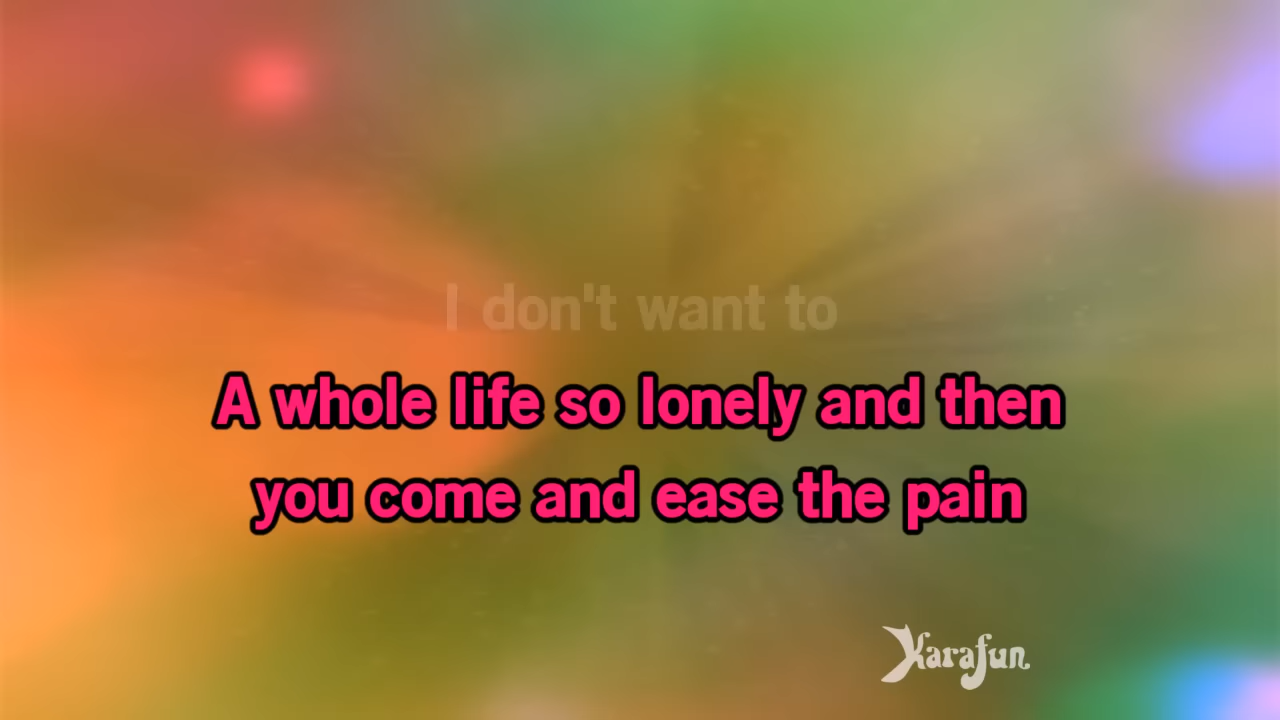 I don't want to
A whole life so lonely and then
you come and ease the pain
Karafun